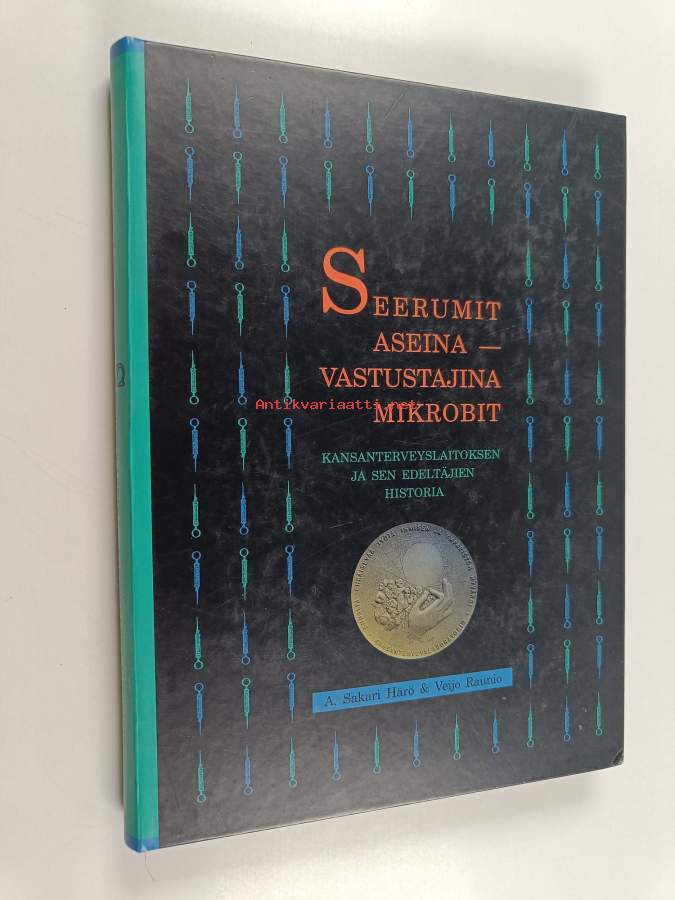 SEERUMIT
ASEINA —
VASTUSTAJINA
Antikvariaatti.net
MIKROBIT
KANSANTERVEYSLAITOKSEN
JA SEN EDELTÄJIEN
HISTORIA
A. Sakari Härö & Veijo Raunio